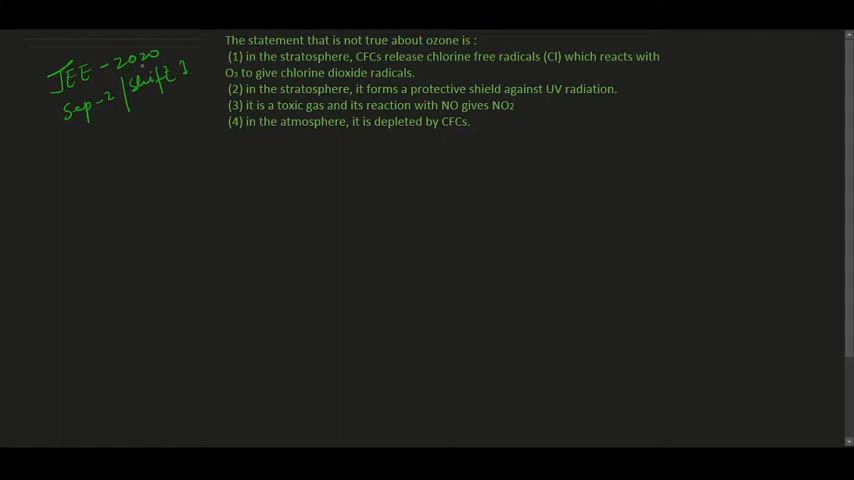 JEE - 2020
Sep-2 / Shift 1
The statement that is not true about ozone is :
(1) in the stratosphere, CFCs release chlorine free radicals (Cl) which reacts with
O₃ to give chlorine dioxide radicals.
(2) in the stratosphere, it forms a protective shield against UV radiation.
(3) it is a toxic gas and its reaction with NO gives NO₂
(4) in the atmosphere, it is depleted by CFCs.